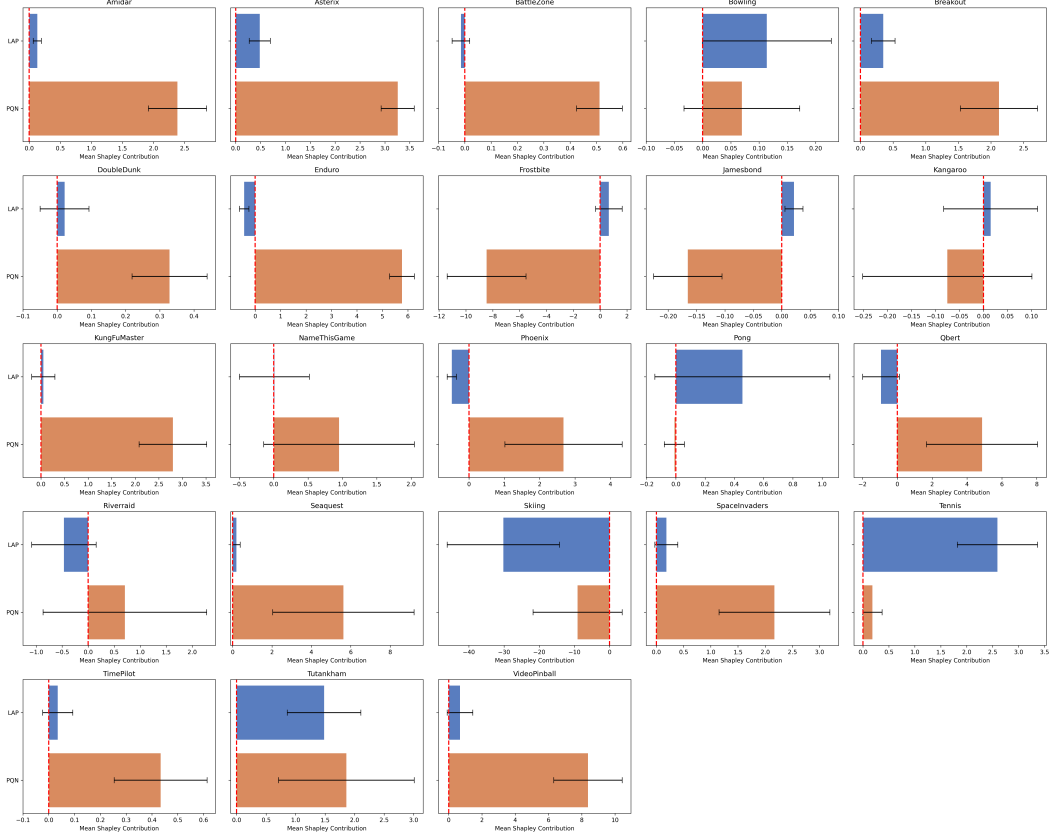 Amidar Asterix BattleZone Bowling Breakout
LAP
PQN
0.0 0.5 1.0 1.5 2.0 2.5 0.0 0.5 1.0 1.5 2.0 2.5 3.0 3.5 0.0 0.1 0.2 0.3 0.4 0.5 0.6 −0.10 −0.05 0.00 0.05 0.10 0.15 0.20 0.0 0.5 1.0 1.5 2.0 2.5
Mean Shapley Contribution Mean Shapley Contribution Mean Shapley Contribution Mean Shapley Contribution Mean Shapley Contribution
DoubleDunk Enduro Frostbite Jamesbond Kangaroo
LAP
PQN
−0.1 0.0 0.1 0.2 0.3 0.4 0 1 2 3 4 5 6 −12 −10 −8 −6 −4 −2 0 2 −0.20 −0.15 −0.10 −0.05 0.00 0.05 0.10 −0.25 −0.20 −0.15 −0.10 −0.05 0.00 0.05 0.10
Mean Shapley Contribution Mean Shapley Contribution Mean Shapley Contribution Mean Shapley Contribution Mean Shapley Contribution
KungFuMaster NameThisGame Phoenix Pong Qbert
LAP
PQN
0.0 0.5 1.0 1.5 2.0 2.5 3.0 3.5 −0.5 0.0 0.5 1.0 1.5 2.0 0 2 4 −0.2 0.0 0.2 0.4 0.6 0.8 1.0 −2 0 2 4 6 8
Mean Shapley Contribution Mean Shapley Contribution Mean Shapley Contribution Mean Shapley Contribution Mean Shapley Contribution
Riverraid Seaquest Skiing SpaceInvaders Tennis
LAP
PQN
−1.0 −0.5 0.0 0.5 1.0 1.5 2.0 0 2 4 6 8 −40 −30 −20 −10 0 0.0 0.5 1.0 1.5 2.0 2.5 3.0 0.0 0.5 1.0 1.5 2.0 2.5 3.0 3.5
Mean Shapley Contribution Mean Shapley Contribution Mean Shapley Contribution Mean Shapley Contribution Mean Shapley Contribution
TimePilot Tutankham VideoPinball
LAP
PQN
−0.1 0.0 0.1 0.2 0.3 0.4 0.5 0.6 0.0 0.5 1.0 1.5 2.0 2.5 3.0 0 2 4 6 8 10
Mean Shapley Contribution Mean Shapley Contribution Mean Shapley Contribution